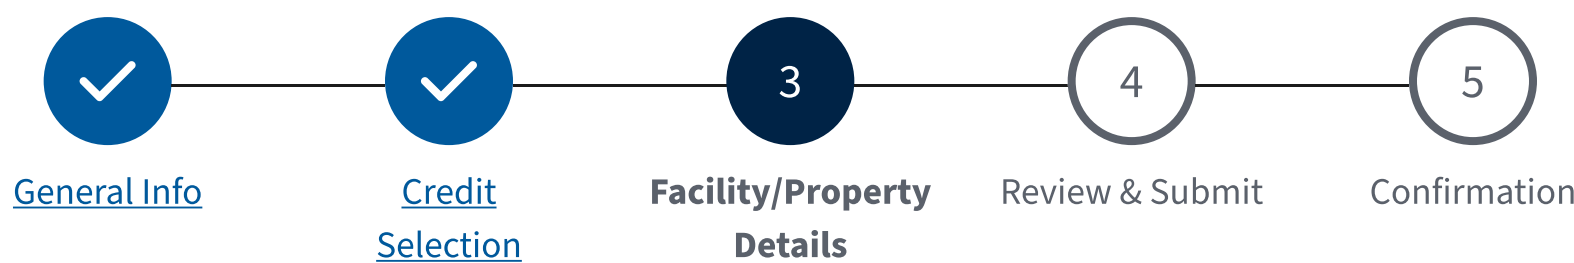 3
4
5
General Info
Credit
Selection
Facility/Property
Details
Review & Submit
Confirmation